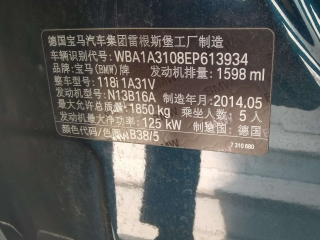 德国宝马汽车集团雷根斯堡工厂制造
车辆识别代号: WBA1A3108EP613934
品牌: 宝马(BMW)牌 发动机排量: 1598 ml
型号: 118i 1A31V
发动机型号: N13B16A 制造年月: 2014.05
最大允许总质量: 1850 kg 乘坐人数: 5人
发动机最大净功率: 125 kW 制造国: 德国
颜色代码/色圈: B38/5
7 310 680